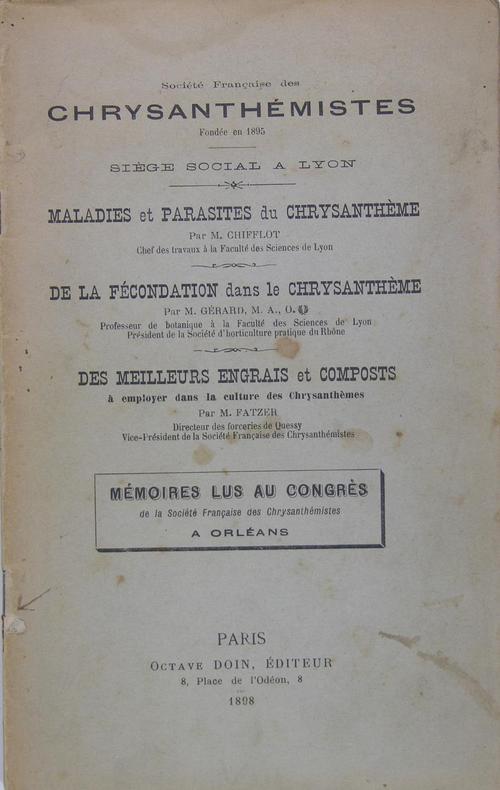 Société Française des
CHRYSANTHÉMISTES
Fondée en 1895
SIÈGE SOCIAL A LYON
MALADIES et PARASITES du CHRYSANTHÈME
Par M. CHIFFLOT
Chef des travaux à la Faculté des Sciences de Lyon
DE LA FÉCONDATION dans le CHRYSANTHÈME
Par M. GÉRARD, M. A., O.
Professeur de botanique à la Faculté des Sciences de Lyon
Président de la Société d'horticulture pratique du Rhône
DES MEILLEURS ENGRAIS et COMPOSTS
à employer dans la culture des Chrysanthèmes
Par M. FATZER
Directeur des forceries de Quessy
Vice-Président de la Société Française des Chrysanthémistes
MÉMOIRES LUS AU CONGRÈS
de la Société Française des Chrysanthémistes
A ORLÉANS
PARIS
OCTAVE DOIN, ÉDITEUR
8, Place de l'Odéon, 8
1898